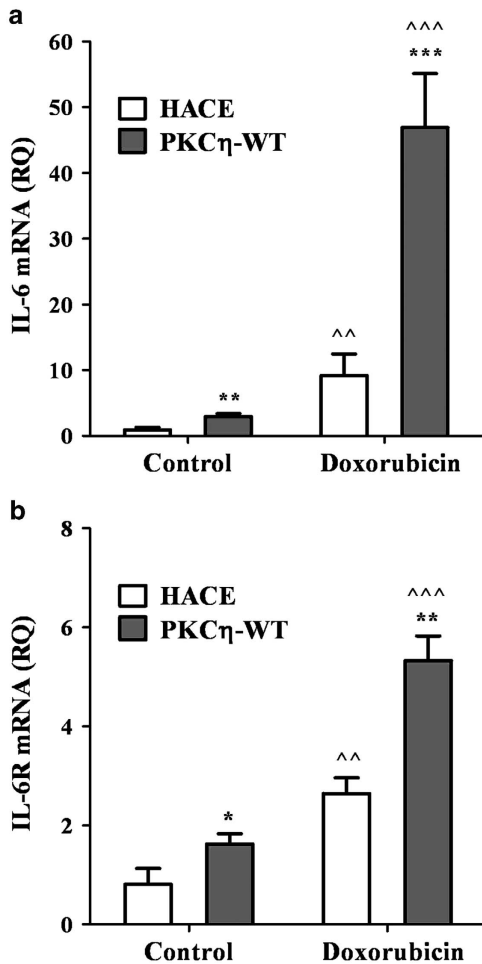 a
IL-6 mRNA (RQ)
60
50
40
30
20
10
0
HACE
PKCη-WT
**
^^
^^^
***
Control
Doxorubicin
b
IL-6R mRNA (RQ)
8
6
4
2
0
HACE
PKCη-WT
*
^^
^^^
**
Control
Doxorubicin